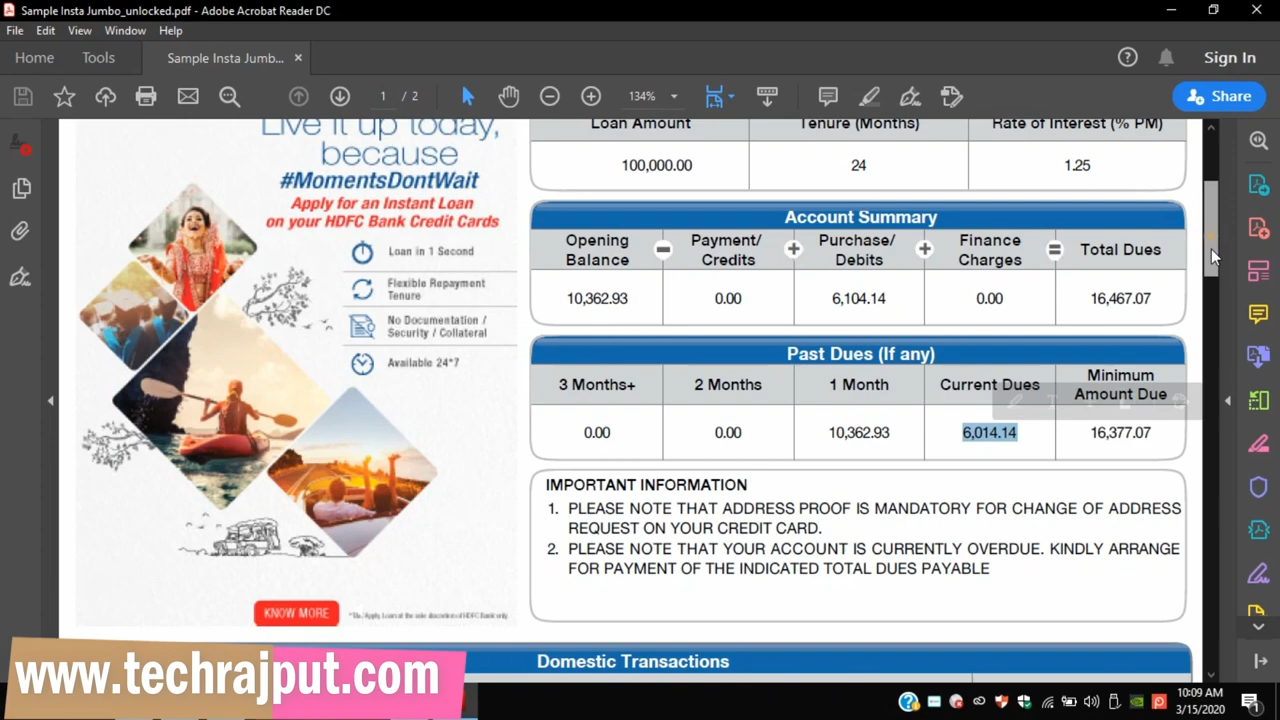 Sample Insta Jumbo_unlocked.pdf - Adobe Acrobat Reader DC
File Edit View Window Help
Home Tools Sample Insta Jumb... ×
1 / 2 134%
Sign In
Share
Live it up today,
because
#MomentsDontWait
Apply for an Instant Loan
on your HDFC Bank Credit Cards
Loan in 1 Second
Flexible Repayment
Tenure
No Documentation /
Security / Collateral
Available 24*7
KNOW MORE
Loan Amount Tenure (Months) Rate of Interest (% PM)
100,000.00 24 1.25
Account Summary
Opening Balance Payment/ Credits Purchase/ Debits Finance Charges Total Dues
10,362.93 0.00 6,104.14 0.00 16,467.07
Past Dues (If any)
3 Months+ 2 Months 1 Month Current Dues Minimum Amount Due
0.00 0.00 10,362.93 6,014.14 16,377.07
IMPORTANT INFORMATION
1. PLEASE NOTE THAT ADDRESS PROOF IS MANDATORY FOR CHANGE OF ADDRESS
REQUEST ON YOUR CREDIT CARD.
2. PLEASE NOTE THAT YOUR ACCOUNT IS CURRENTLY OVERDUE. KINDLY ARRANGE
FOR PAYMENT OF THE INDICATED TOTAL DUES PAYABLE
Domestic Transactions
www.techrajput.com
10:09 AM
3/15/2020